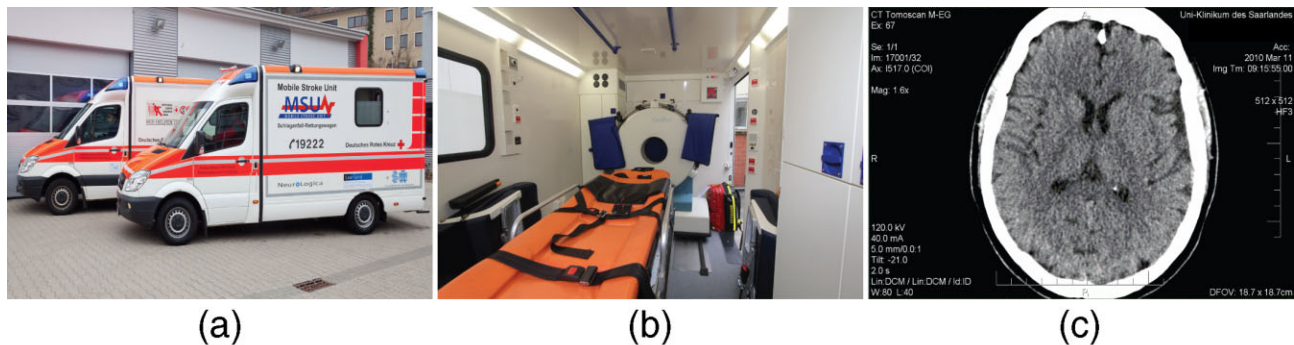 Mobile Stroke Unit
MSU
MOBILE STROKE UNIT
Schlaganfall-Rettungswagen
19222
Deutsches Rotes Kreuz
NeuroLogica
CT Tomoscan M-EG
Ex: 67
Se: 1/1
Im: 17001/32
Ax: I517.0 (COI)
Mag: 1.6x
Uni-Klinikum des Saarlandes
Acc:
2010 Mar 11
Img Tm: 09:15:55:00
512 x 512
HF3
A
R
L
120.0 kV
40.0 mA
5.0 mm/0.0:1
Tilt: -21.0
2.0 s
Lin:DCM / Lin:DCM / Id:ID
W:80 L:40
P
DFOV: 18.7 x 18.7cm
(a)
(b)
(c)